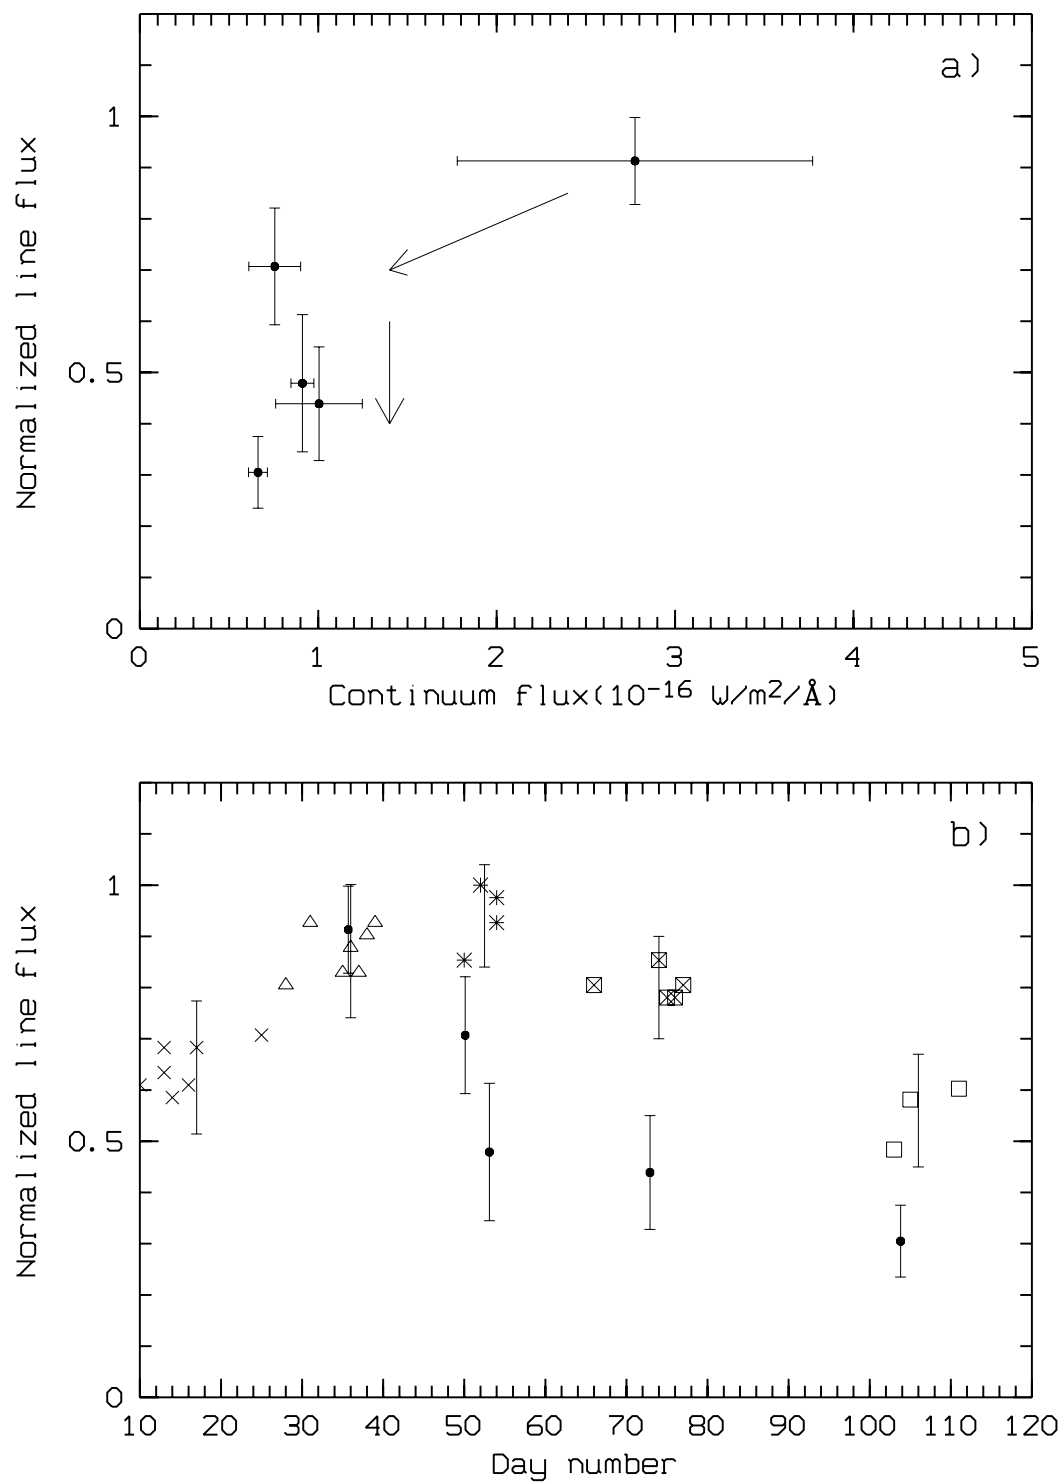 a)
1
0.5
0
0 1 2 3 4 5
Normalized line flux
Continuum flux(10⁻¹⁶ W/m²/Å)
b)
1
0.5
0
10 20 30 40 50 60 70 80 90 100 110 120
Normalized line flux
Day number